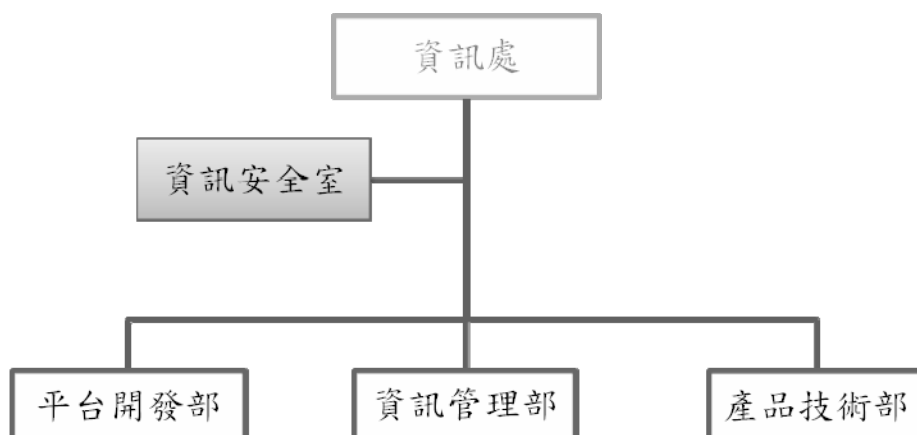 資訊處
資訊安全室
平台開發部
資訊管理部
產品技術部